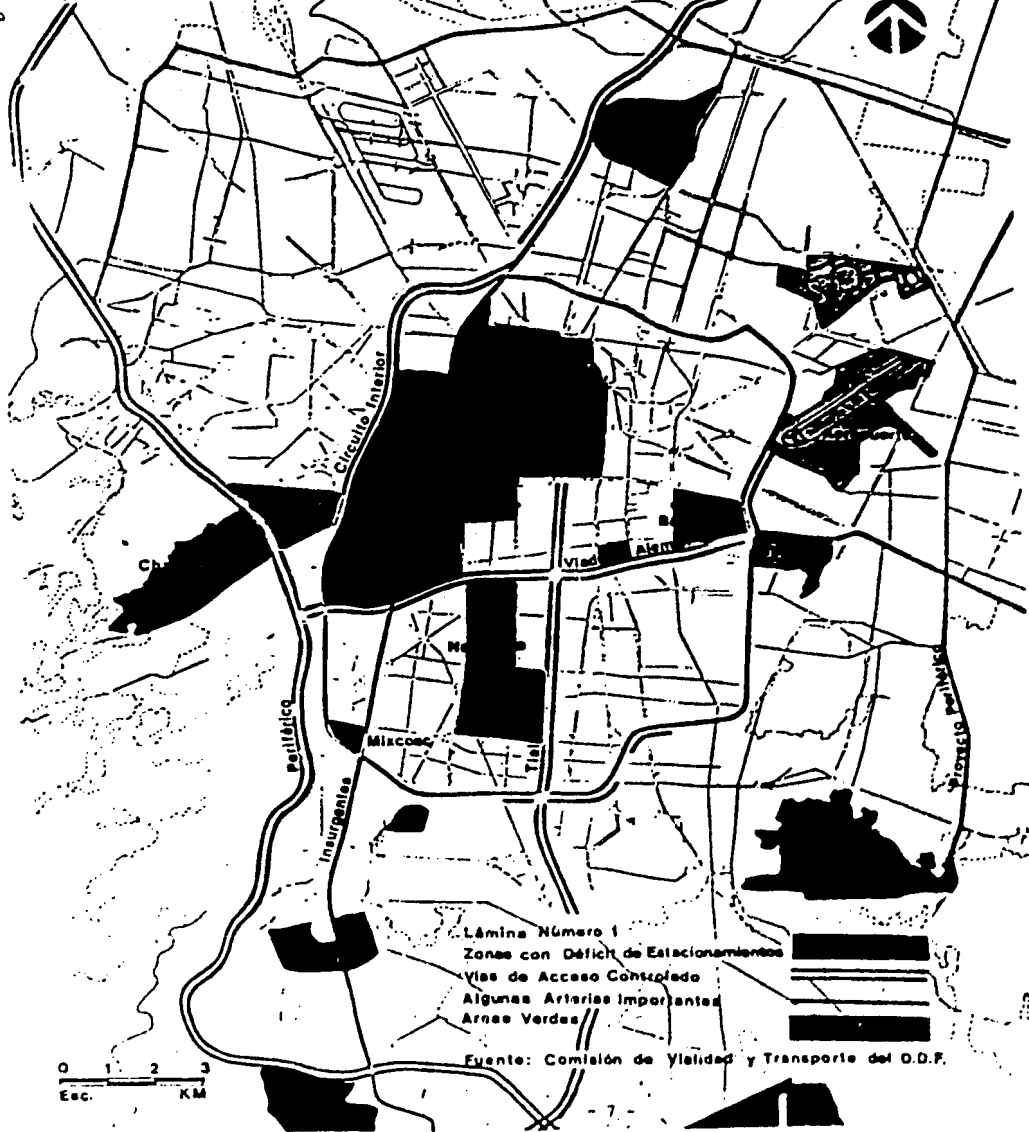 Circuito Interior
Mixcoac
Periférico
Insurgentes
Proyecto Periférico
Lámina Número 1
Zonas con Déficit de Estacionamientos
Vías de Acceso Controlado
Algunas Arterias Importantes
Areas Verdes
Fuente: Comisión de Vialidad y Transporte del D.D.F.
0 1 2 3
Esc. KM
- 7 -